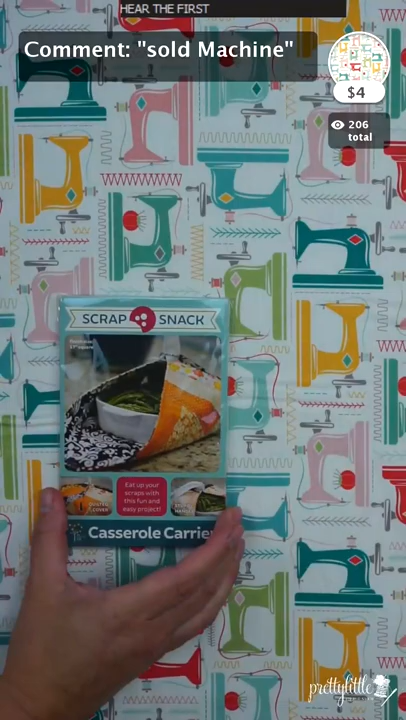 HEAR THE FIRST
Comment: "sold Machine"
$4
206
total
SCRAP SNACK
Eat up your
scraps with
this fun and
easy project!
Casserole Carrier
prettylittle